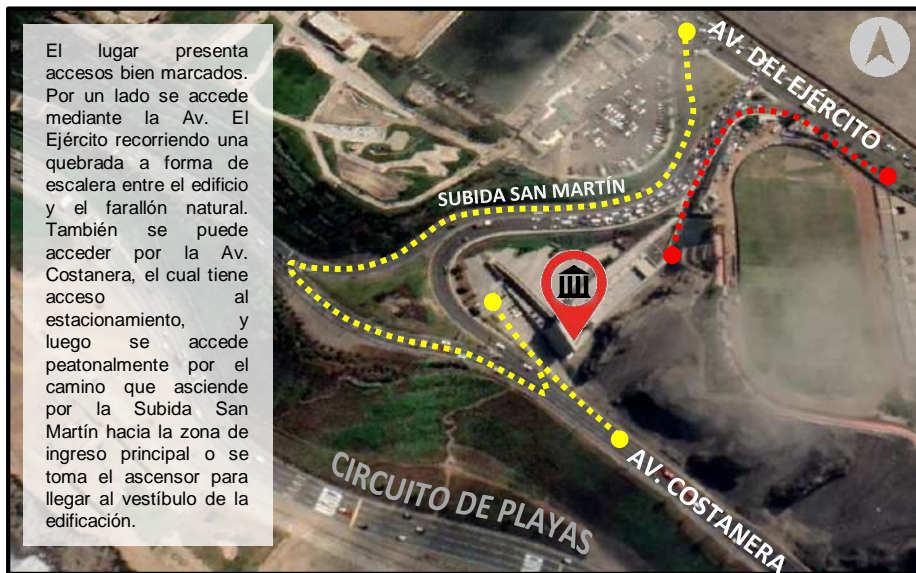 El lugar presenta
accesos bien marcados.
Por un lado se accede
mediante la Av. El
Ejército recorriendo una
quebrada a forma de
escalera entre el edificio
y el farallón natural.
También se puede
acceder por la Av.
Costanera, el cual tiene
acceso al
estacionamiento, y
luego se accede
peatonalmente por el
camino que asciende
por la Subida San
Martín hacia la zona de
ingreso principal o se
toma el ascensor para
llegar al vestíbulo de la
edificación.
AV. DEL EJÉRCITO
SUBIDA SAN MARTÍN
AV. COSTANERA
CIRCUITO DE PLAYAS